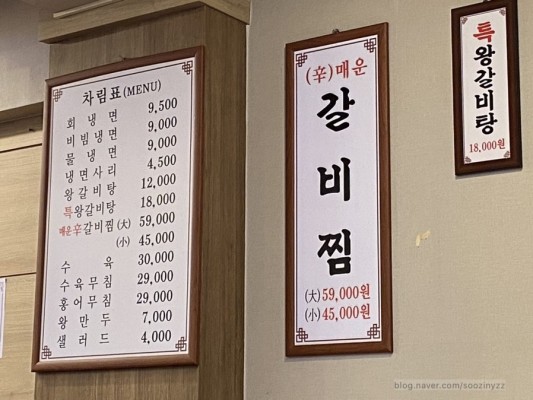 차림표(MENU)
회 냉 면 9,500
비빔냉면 9,000
물 냉 면 9,000
냉면사리 4,500
왕갈비탕 12,000
특왕갈비탕 18,000
매운辛갈비찜 (大) 59,000
(小) 45,000
수 육 30,000
수육무침 29,000
홍어무침 29,000
왕 만 두 7,000
샐 러 드 4,000
(辛)매운
갈
비
찜
(大)59,000원
(小)45,000원
특
왕
갈
비
탕
18,000원
blog.naver.com/soozinyzz